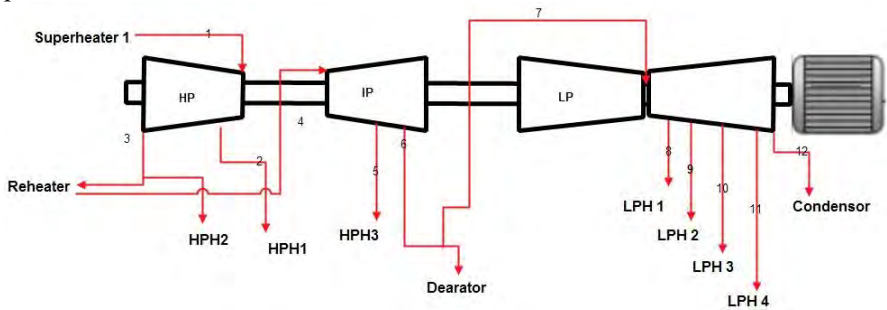 7
Superheater 1
1
HP
IP
LP
4
3
2
5
6
8
9
10
11
12
Reheater
HPH2
HPH1
HPH3
Dearator
LPH 1
LPH 2
LPH 3
LPH 4
Condensor